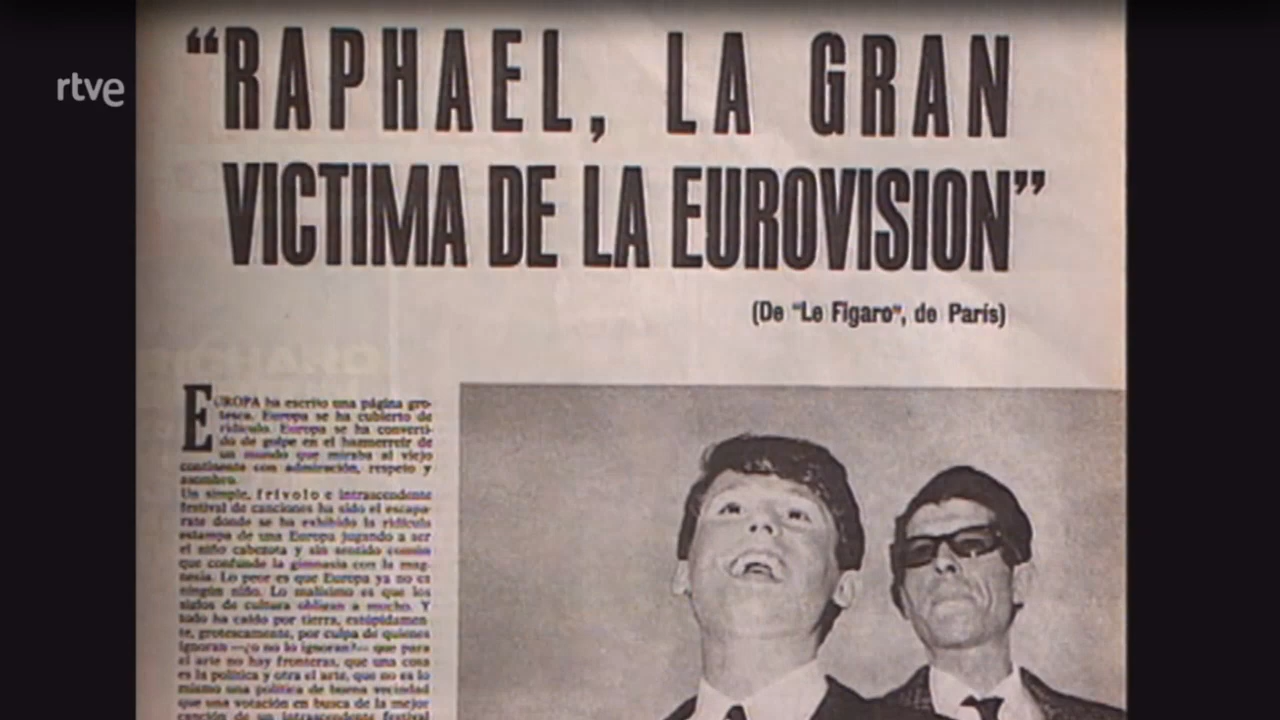 rtve
“RAPHAEL, LA GRAN
VICTIMA DE LA EUROVISION”
(De "Le Figaro", de París)
EUROPA ha escrito una página gro-
tesca. Europa se ha cubierto de
ridículo. Europa se ha converti-
do de golpe en el hazmerreír de
un mundo que miraba al viejo
continente con admiración, respeto y
asombro.
Un simple, frívolo e intrascendente
festival de canciones ha sido el escapa-
rate donde se ha exhibido la ridícula
estampa de una Europa jugando a ser
el niño cabezota y sin sentido común
que confunde la gimnasia con la mag-
nesia. Lo peor es que Europa ya no es
ningún niño. Lo malísimo es que los
siglos de cultura obligan a mucho. Y
todo ha caído por tierra, estúpidamen-
te, grotescamente, por culpa de quienes
ignoran —¿o no lo ignoran?— que para
el arte no hay fronteras, que una cosa
es la política y otra el arte, que no es lo
mismo una política de buena vecindad
que una votación en busca de la mejor
canción de un intrascendente festival